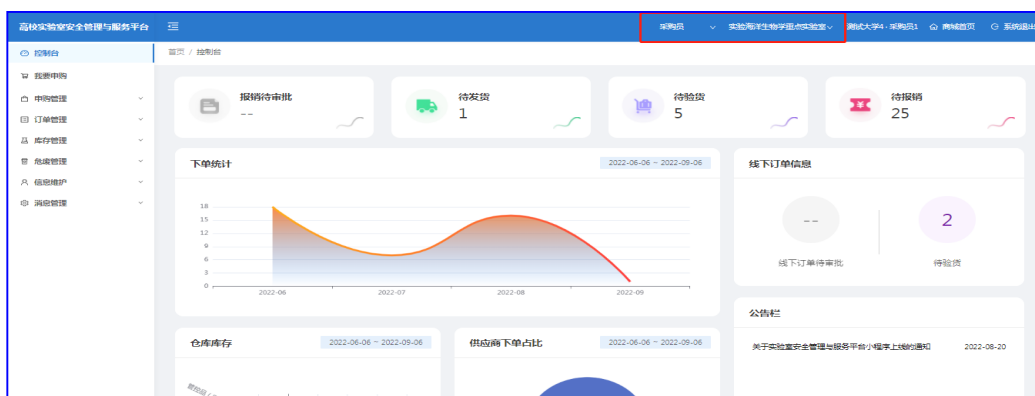 高校实验室安全管理与服务平台
采购员 实验海洋生物学重点实验室 测试大学4 · 采购员1 商城首页 系统退出
控制台
首页 / 控制台
我要申购
申购管理
订单管理
库存管理
危废管理
信息维护
消息管理
报销待审批
--
待发货
1
待验货
5
待报销
25
下单统计
2022-06-06 ~ 2022-09-06
18
15
12
9
6
3
0
2022-06 2022-07 2022-08 2022-09
线下订单信息
--
线下订单待审批
2
待验货
公告栏
关于实验室安全管理与服务平台小程序上线的通知 2022-08-20
仓库库存
2022-06-06 ~ 2022-09-06
供应商下单占比
2022-06-06 ~ 2022-09-06